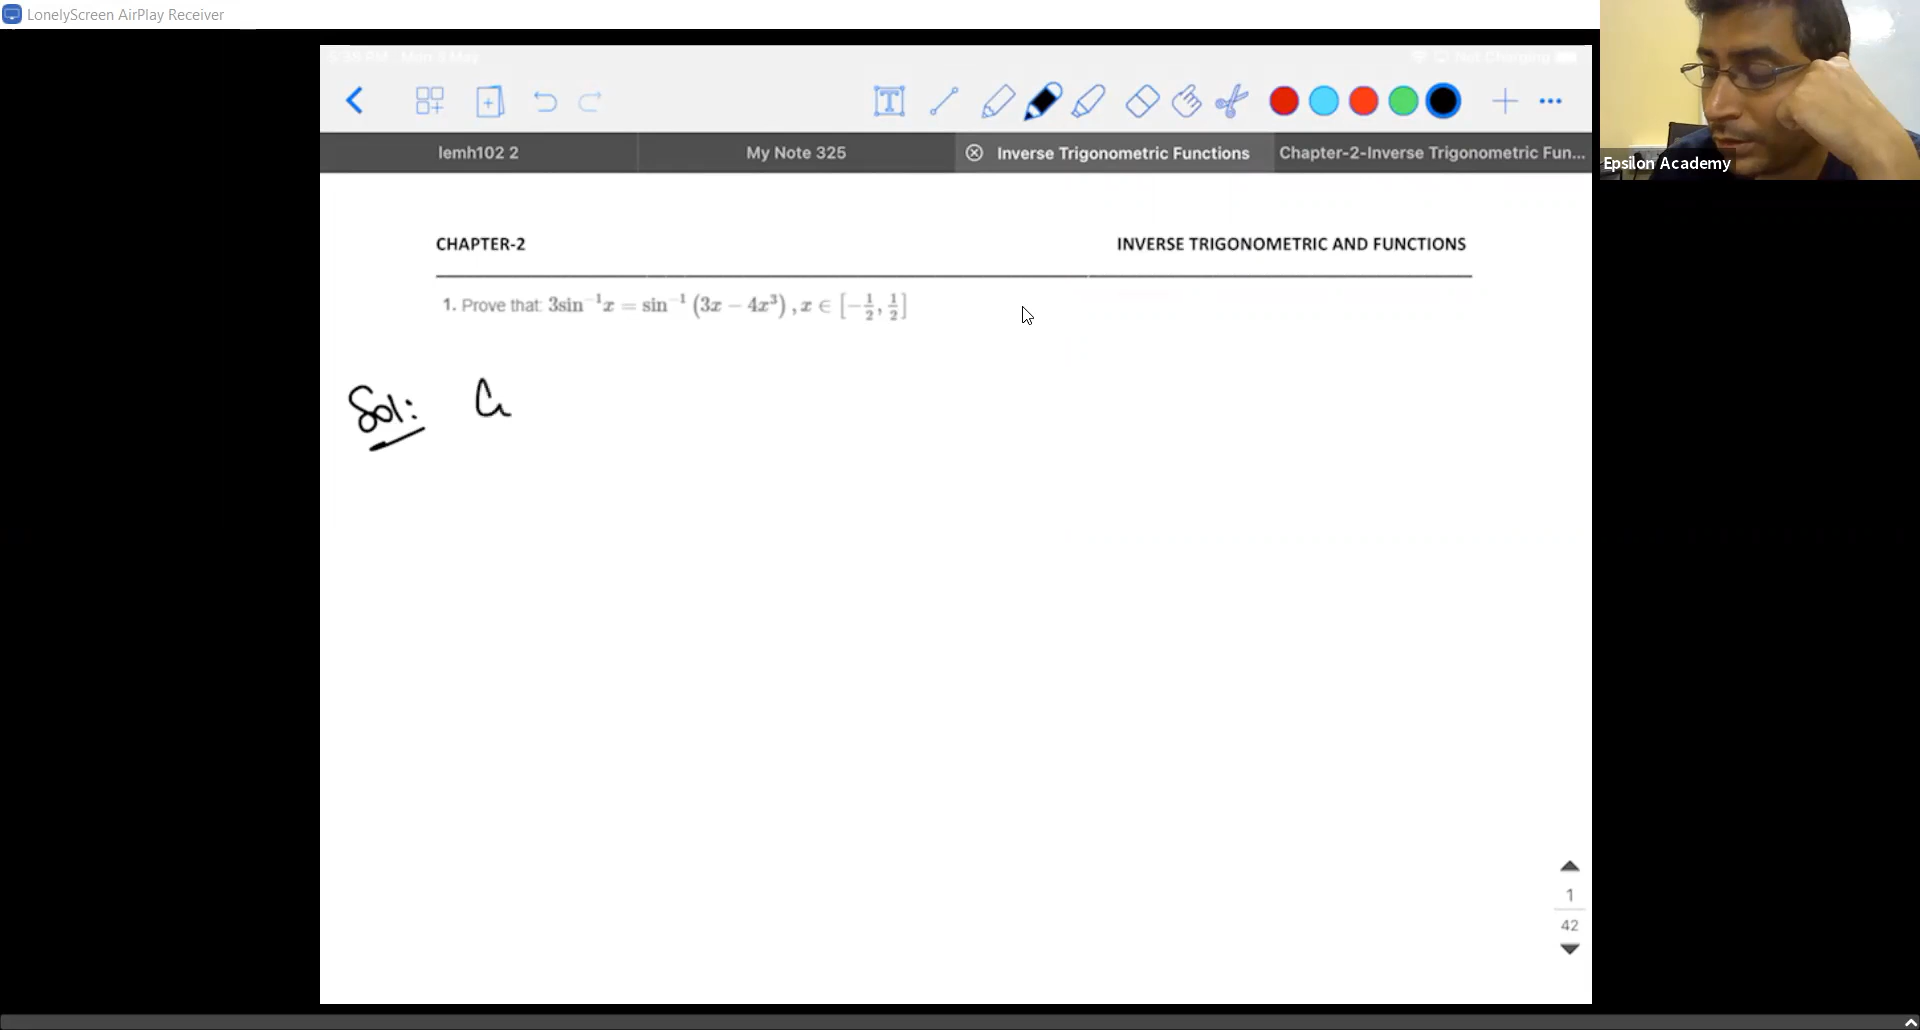 LonelyScreen AirPlay Receiver
lemh102 2
My Note 325
Inverse Trigonometric Functions
Chapter-2-Inverse Trigonometric Fun...
Epsilon Academy
CHAPTER-2
INVERSE TRIGONOMETRIC AND FUNCTIONS
1. Prove that: 3sin⁻¹x = sin⁻¹ (3x − 4x³), x ∈ [−1/2, 1/2]
Sol:
1
42